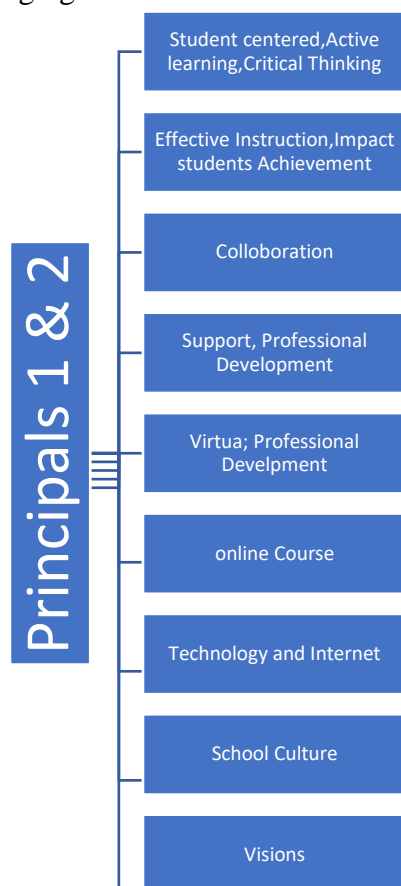 Principals 1 & 2
Student centered,Active
learning,Critical Thinking
Effective Instruction,Impact
students Achievement
Colloboration
Support, Professional
Development
Virtua; Professional
Develpment
online Course
Technology and Internet
School Culture
Visions